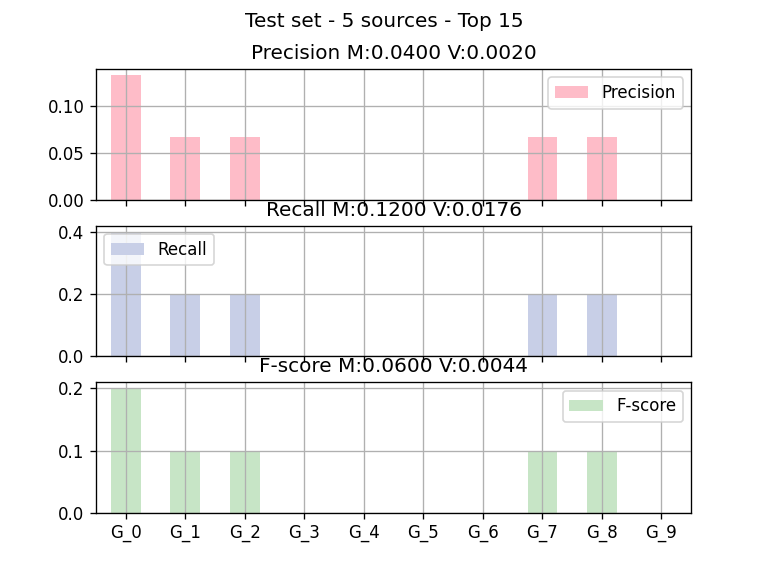 Test set - 5 sources - Top 15
Precision M:0.0400 V:0.0020
0.10
0.05
0.00
Precision
Recall M:0.1200 V:0.0176
0.4
0.2
0.0
Recall
F-score M:0.0600 V:0.0044
0.2
0.1
0.0
F-score
G_0 G_1 G_2 G_3 G_4 G_5 G_6 G_7 G_8 G_9